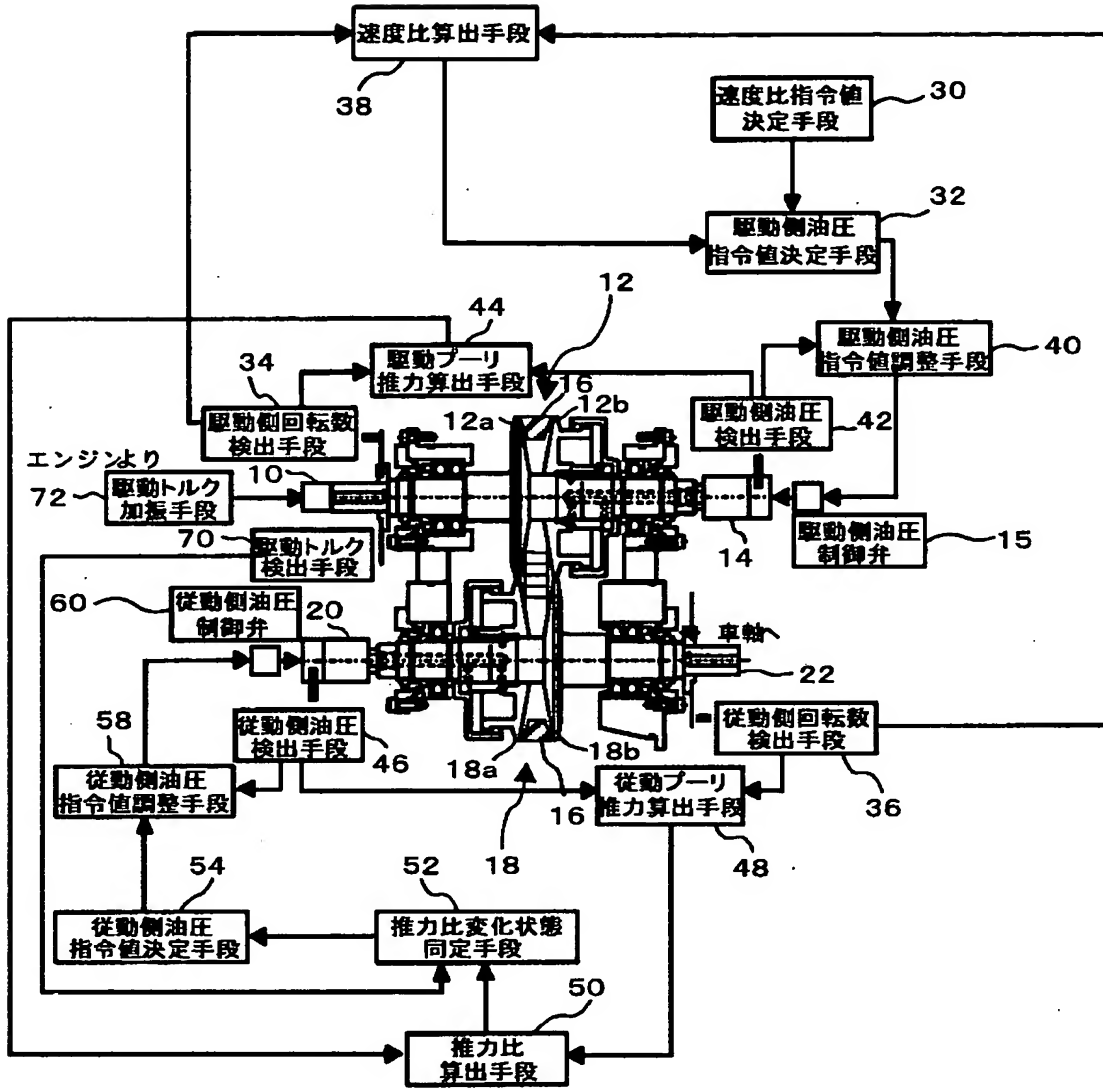 速度比算出手段
38
速度比指令値
決定手段
30
32
駆動側油圧
指令値決定手段
44
12
駆動プーリ
推力算出手段
駆動側油圧
指令値調整手段
40
34
駆動側回転数
検出手段
16
12a
12b
駆動側油圧
検出手段
42
エンジンより
72
駆動トルク
加振手段
10
14
駆動側油圧
制御弁
15
70
駆動トルク
検出手段
60
従動側油圧
制御弁
20
車軸へ
22
58
従動側油圧
検出手段
46
18a
18b
16
従動側回転数
検出手段
36
従動側油圧
指令値調整手段
従動プーリ
推力算出手段
48
18
54
従動側油圧
指令値決定手段
52
推力比変化状態
同定手段
50
推力比
算出手段